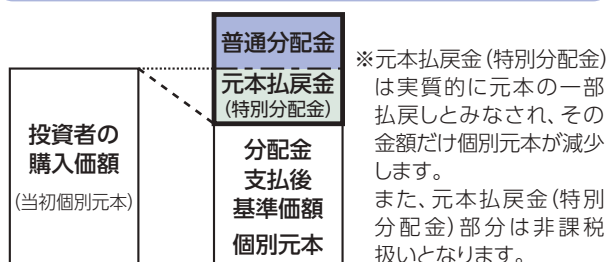 普通分配金
元本払戻金
(特別分配金)
投資者の
購入価額
(当初個別元本)
分配金
支払後
基準価額
個別元本
※元本払戻金(特別分配金)
は実質的に元本の一部
払戻しとみなされ、その
金額だけ個別元本が減少
します。
また、元本払戻金(特別
分配金)部分は非課税
扱いとなります。